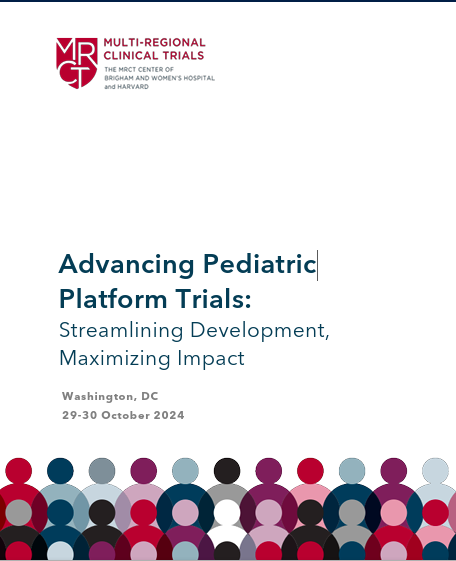 MRCT
MULTI-REGIONAL
CLINICAL TRIALS
THE MRCT CENTER OF
BRIGHAM AND WOMEN'S HOSPITAL
and HARVARD
Advancing Pediatric
Platform Trials:
Streamlining Development,
Maximizing Impact
Washington, DC
29-30 October 2024